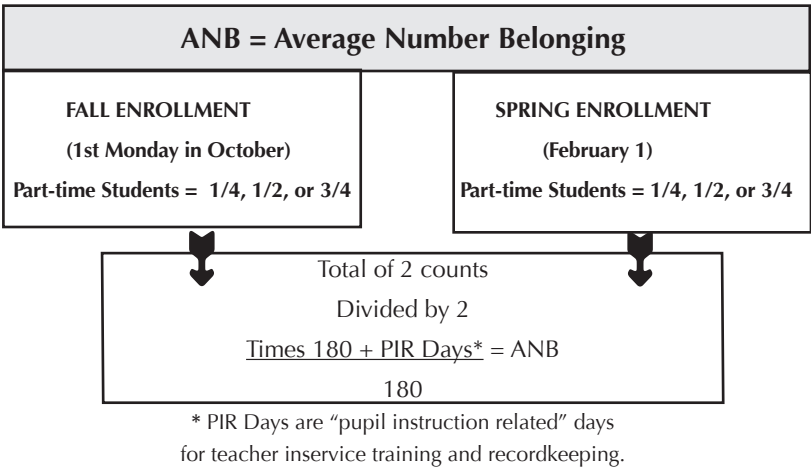 ANB = Average Number Belonging
FALL ENROLLMENT
(1st Monday in October)
Part-time Students = 1/4, 1/2, or 3/4
SPRING ENROLLMENT
(February 1)
Part-time Students = 1/4, 1/2, or 3/4
Total of 2 counts
Divided by 2
Times 180 + PIR Days* = ANB
180
* PIR Days are “pupil instruction related” days
for teacher inservice training and recordkeeping.